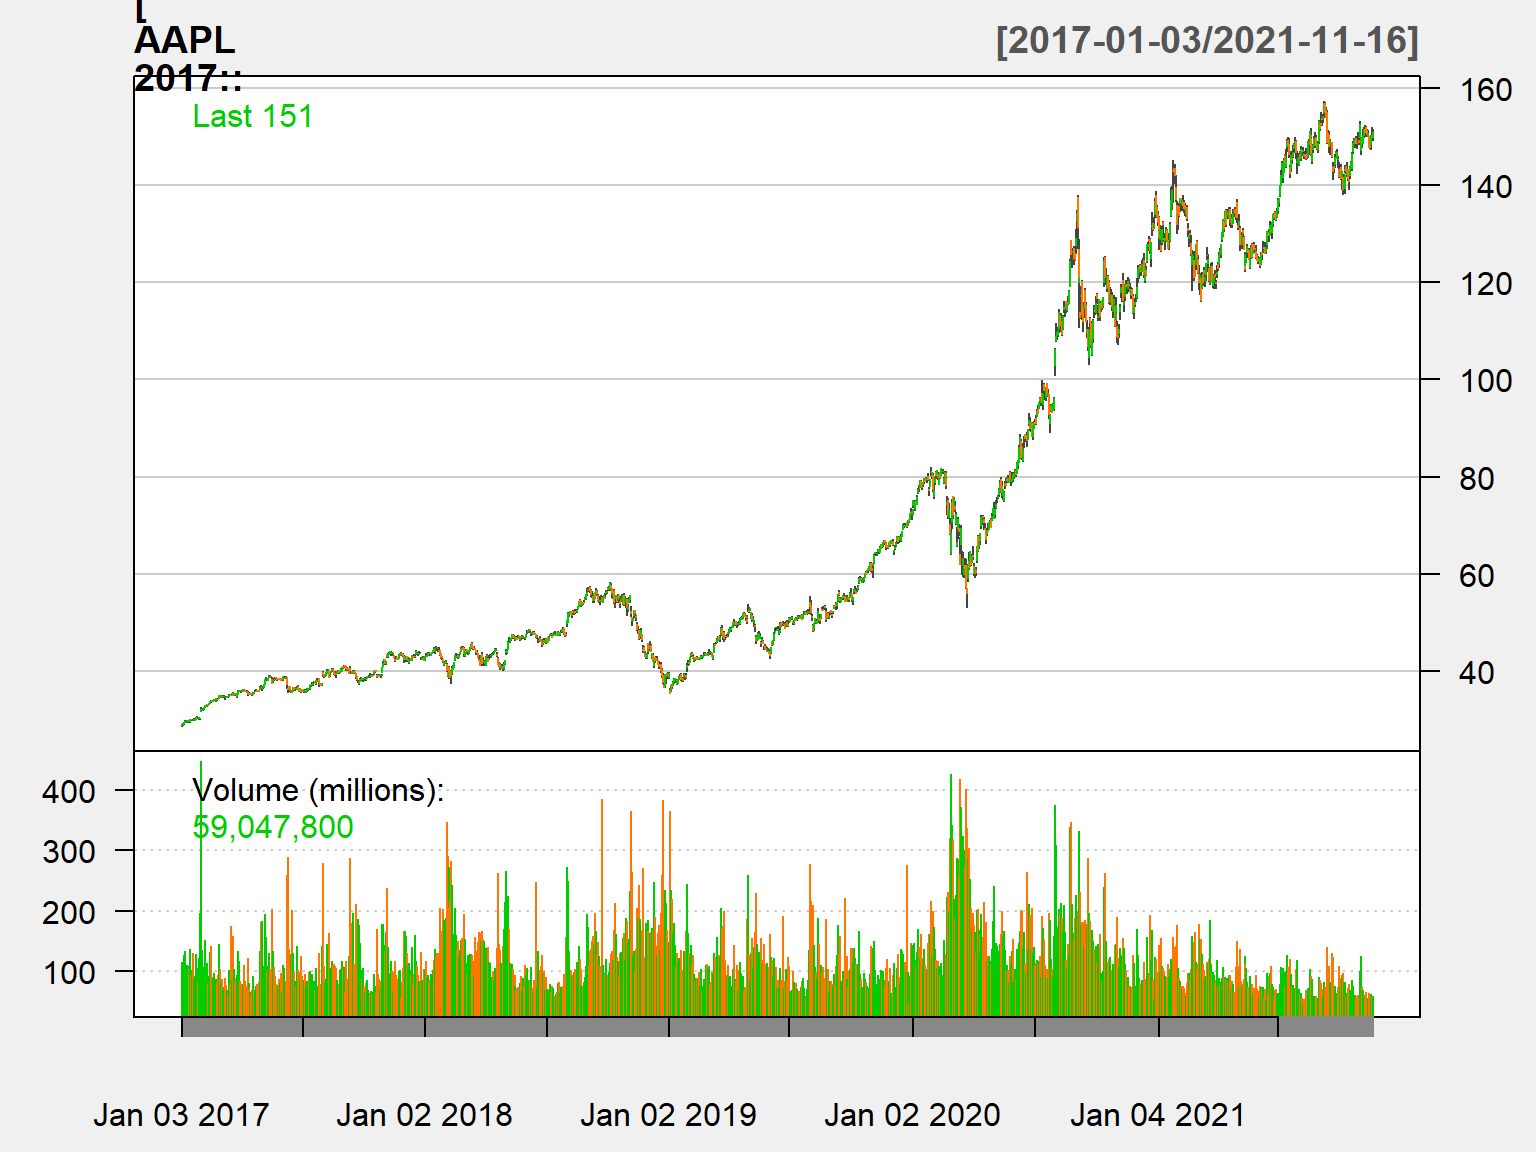 [
AAPL
2017::
[2017-01-03/2021-11-16]
Last 151
160
140
120
100
80
60
40
Volume (millions):
59,047,800
400
300
200
100
Jan 03 2017
Jan 02 2018
Jan 02 2019
Jan 02 2020
Jan 04 2021